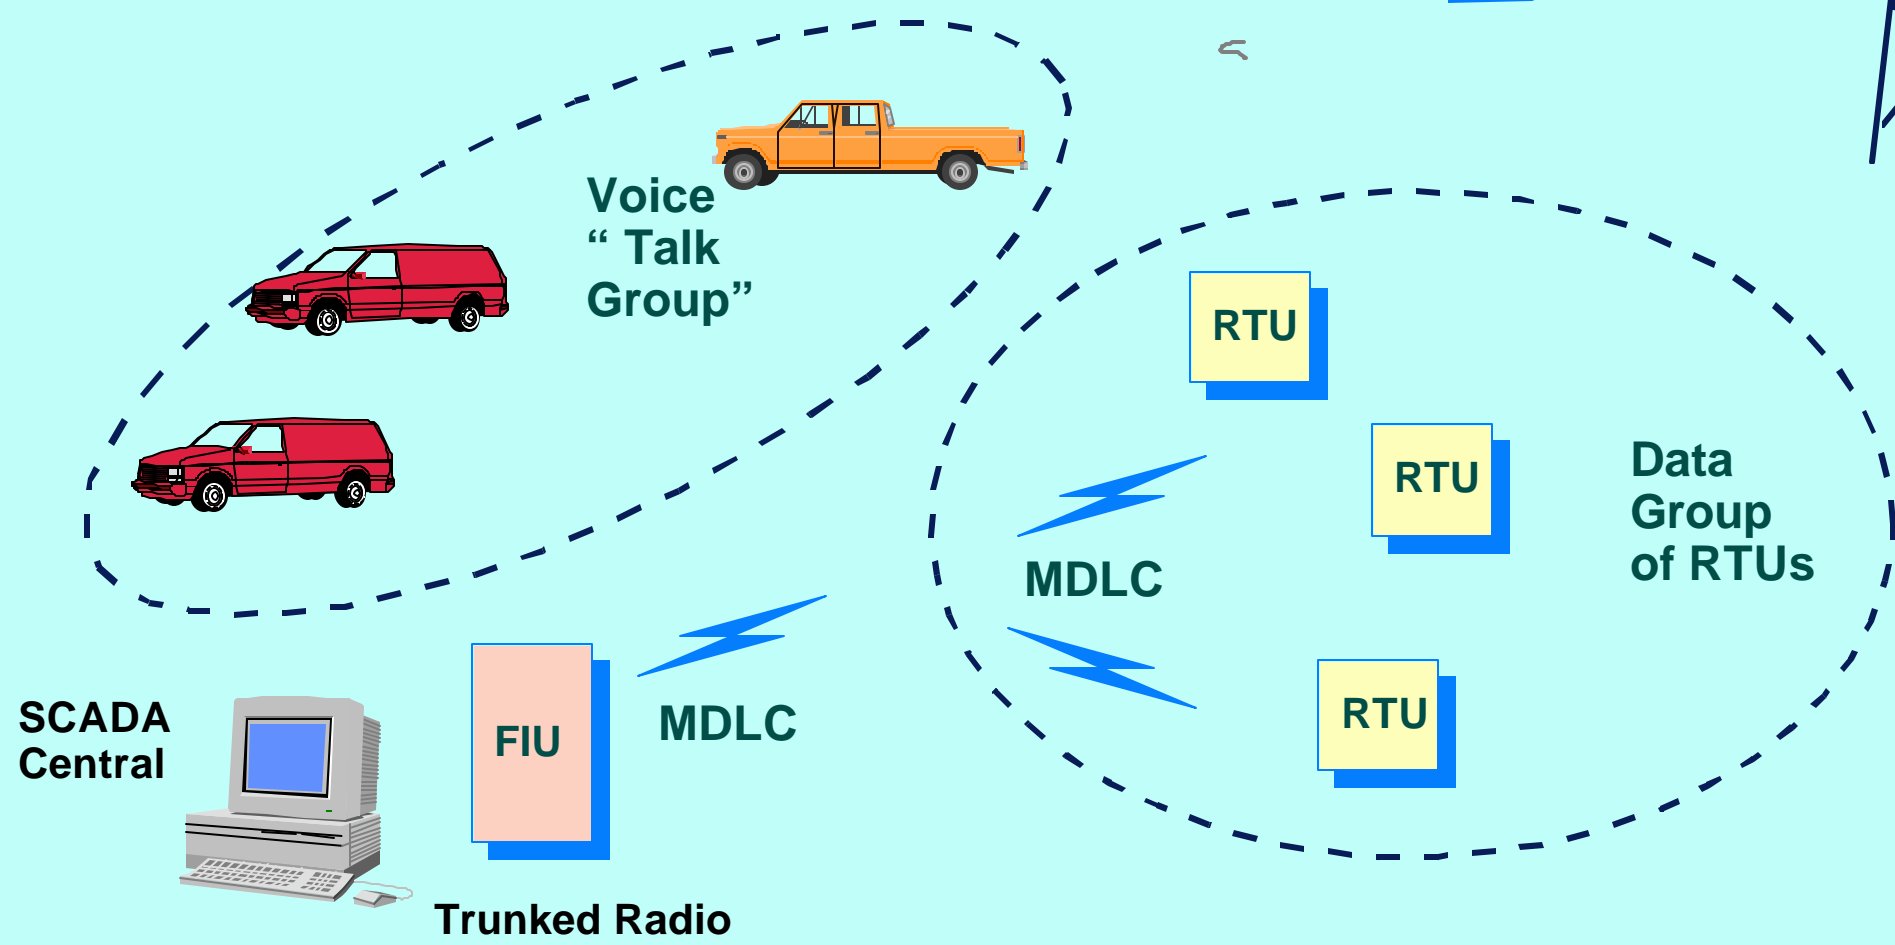 Voice
“ Talk
Group”
RTU
RTU
Data
Group
of RTUs
MDLC
RTU
SCADA
Central
FIU
MDLC
Trunked Radio